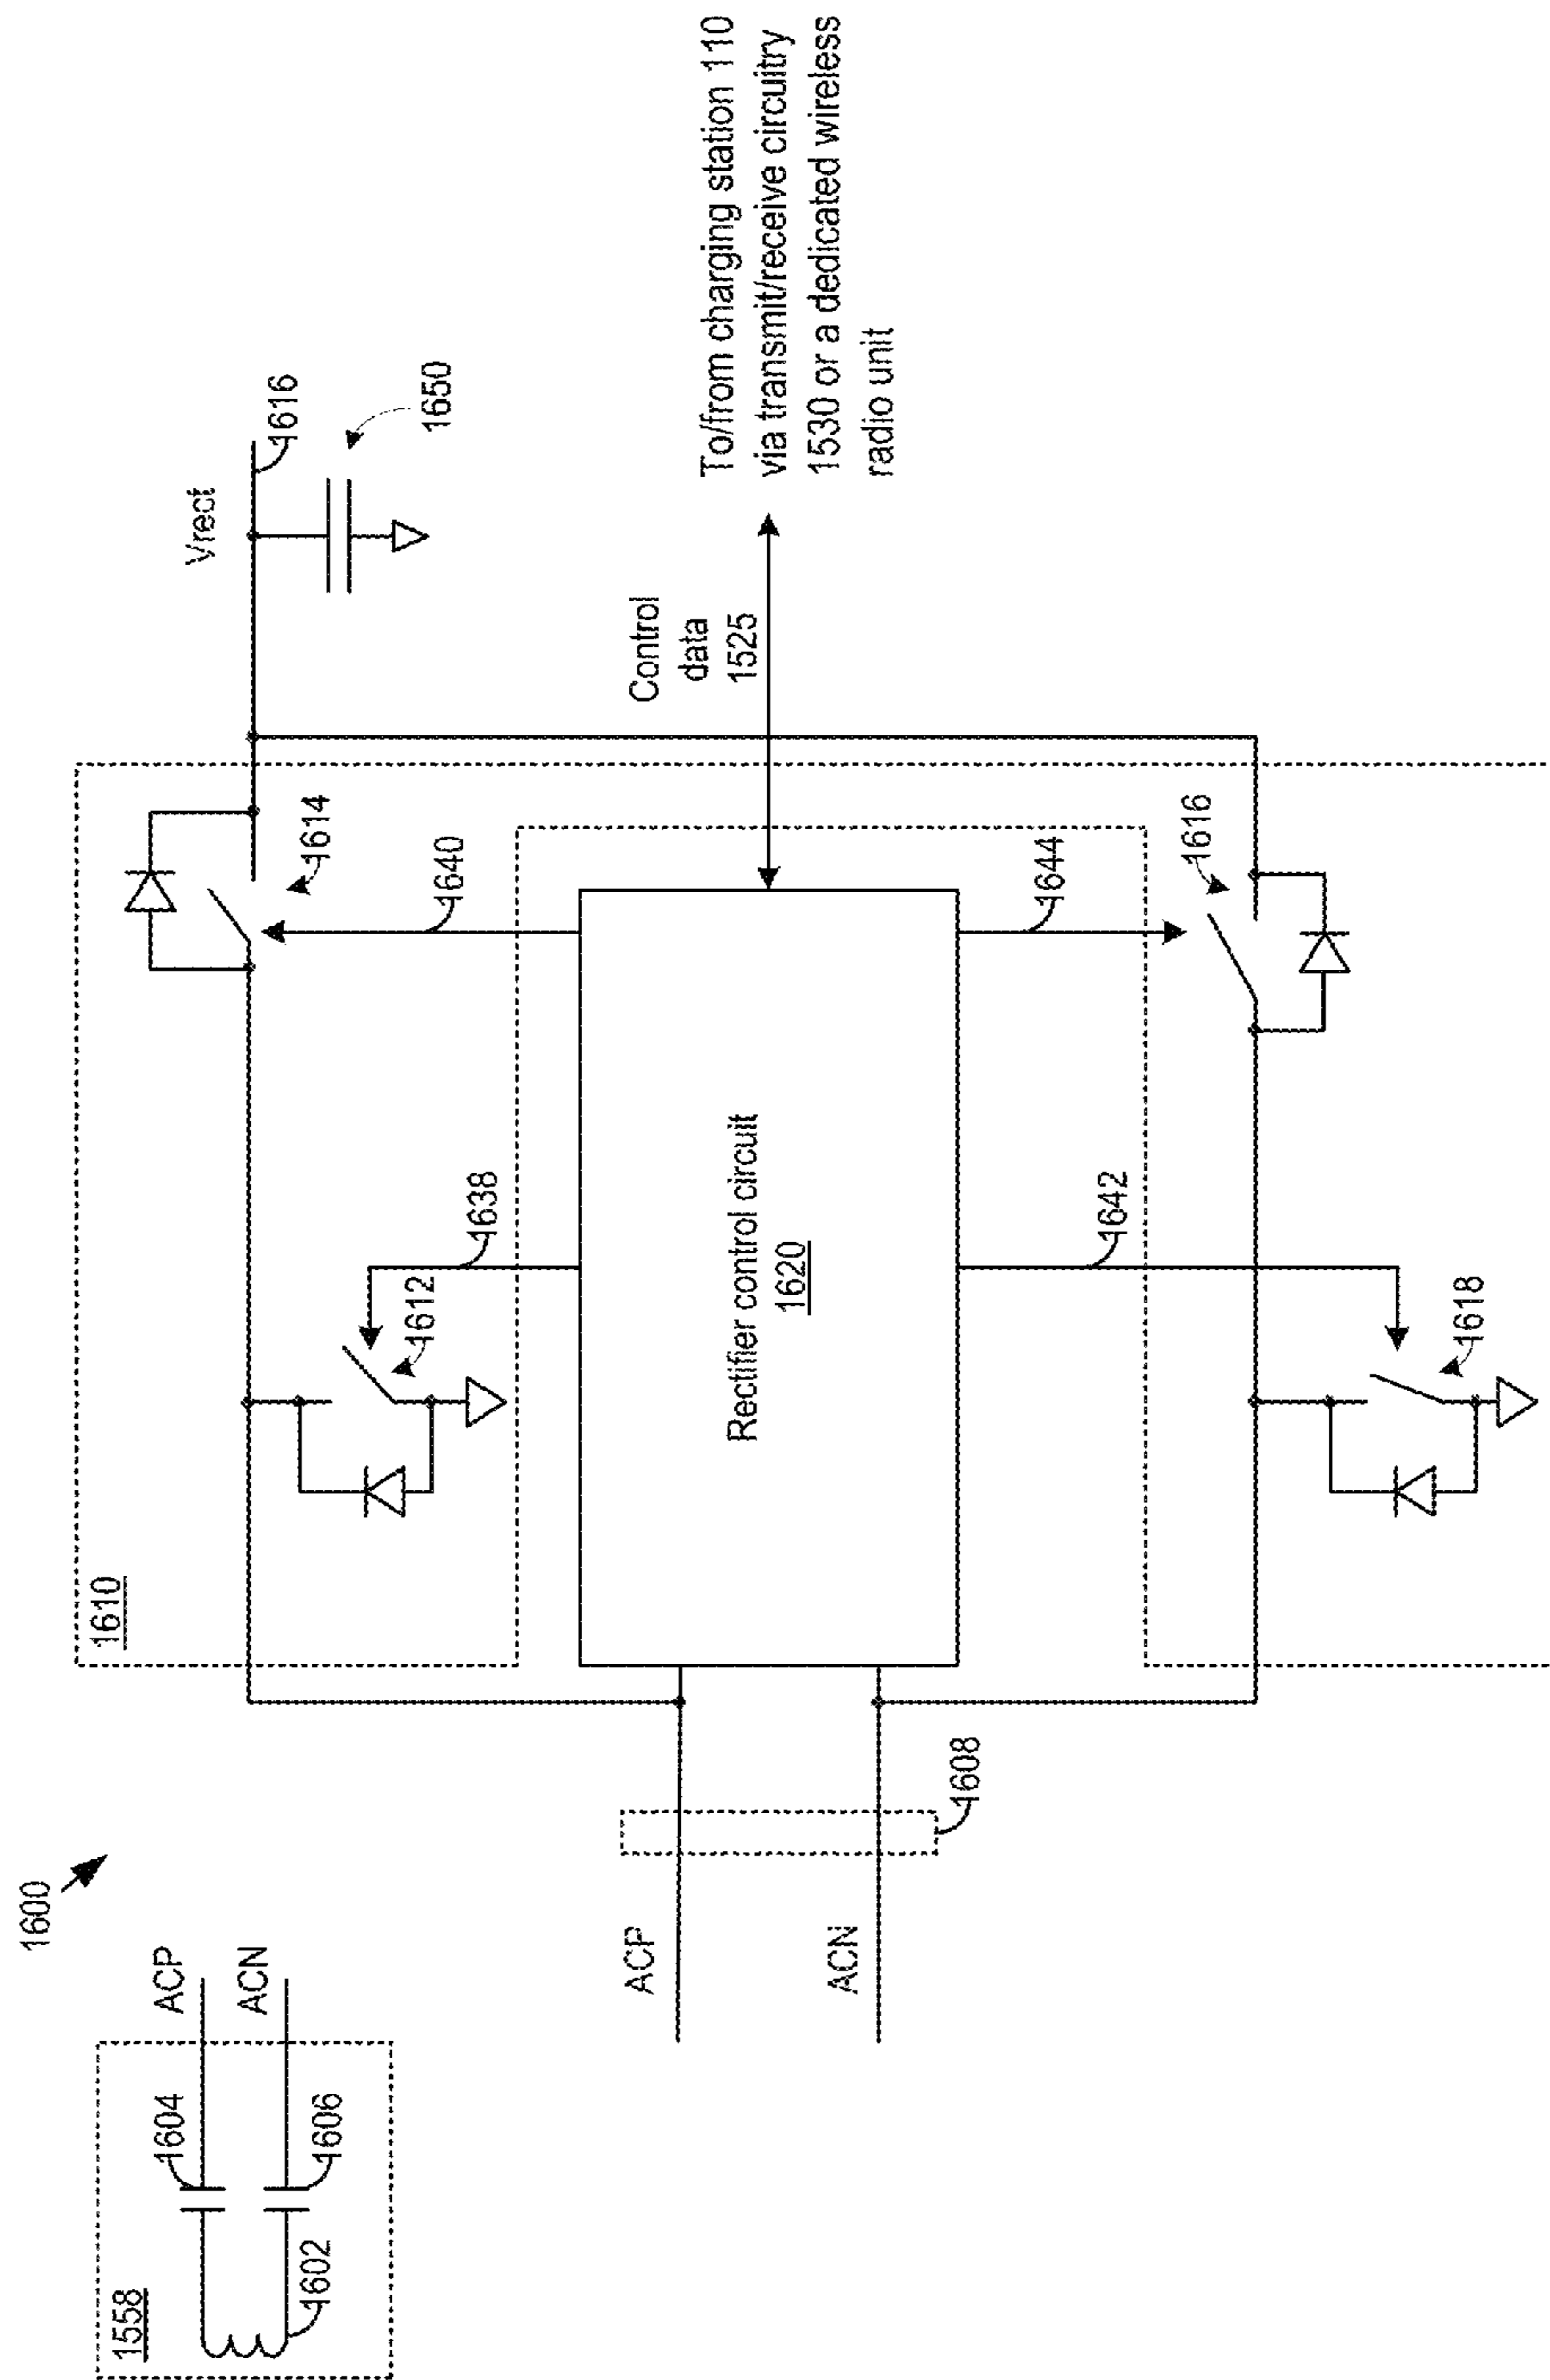 1600
1558
1602
1604
1606
ACP
ACN
ACP
ACN
1608
1610
1612
1638
1614
1640
Vrect
1616
1650
Rectifier control circuit
1620
Control
data
1525
To/from charging station 110
via transmit/receive circuitry
1530 or a dedicated wireless
radio unit
1642
1618
1644
1616